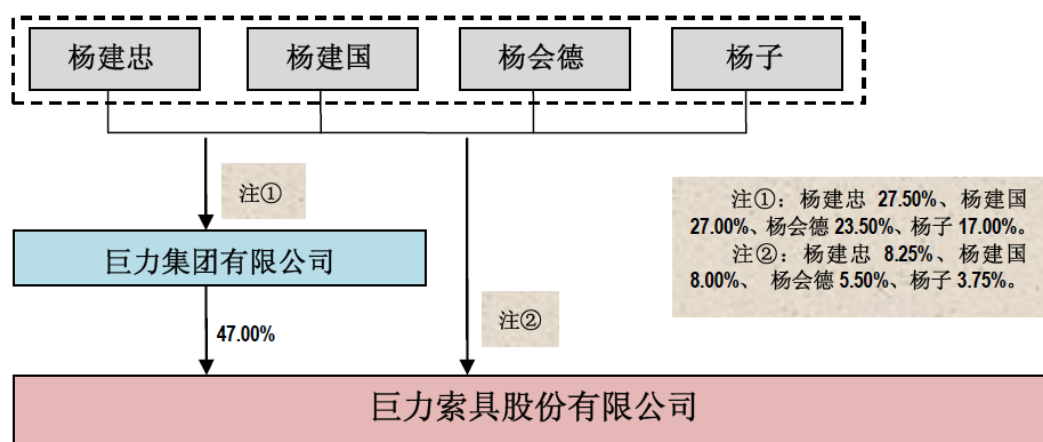 杨建忠
杨建国
杨会德
杨子
注①
注①：杨建忠 27.50%、杨建国
27.00%、杨会德 23.50%、杨子 17.00%。
注②：杨建忠 8.25%、杨建国
8.00%、 杨会德 5.50%、杨子 3.75%。
巨力集团有限公司
47.00%
注②
巨力索具股份有限公司